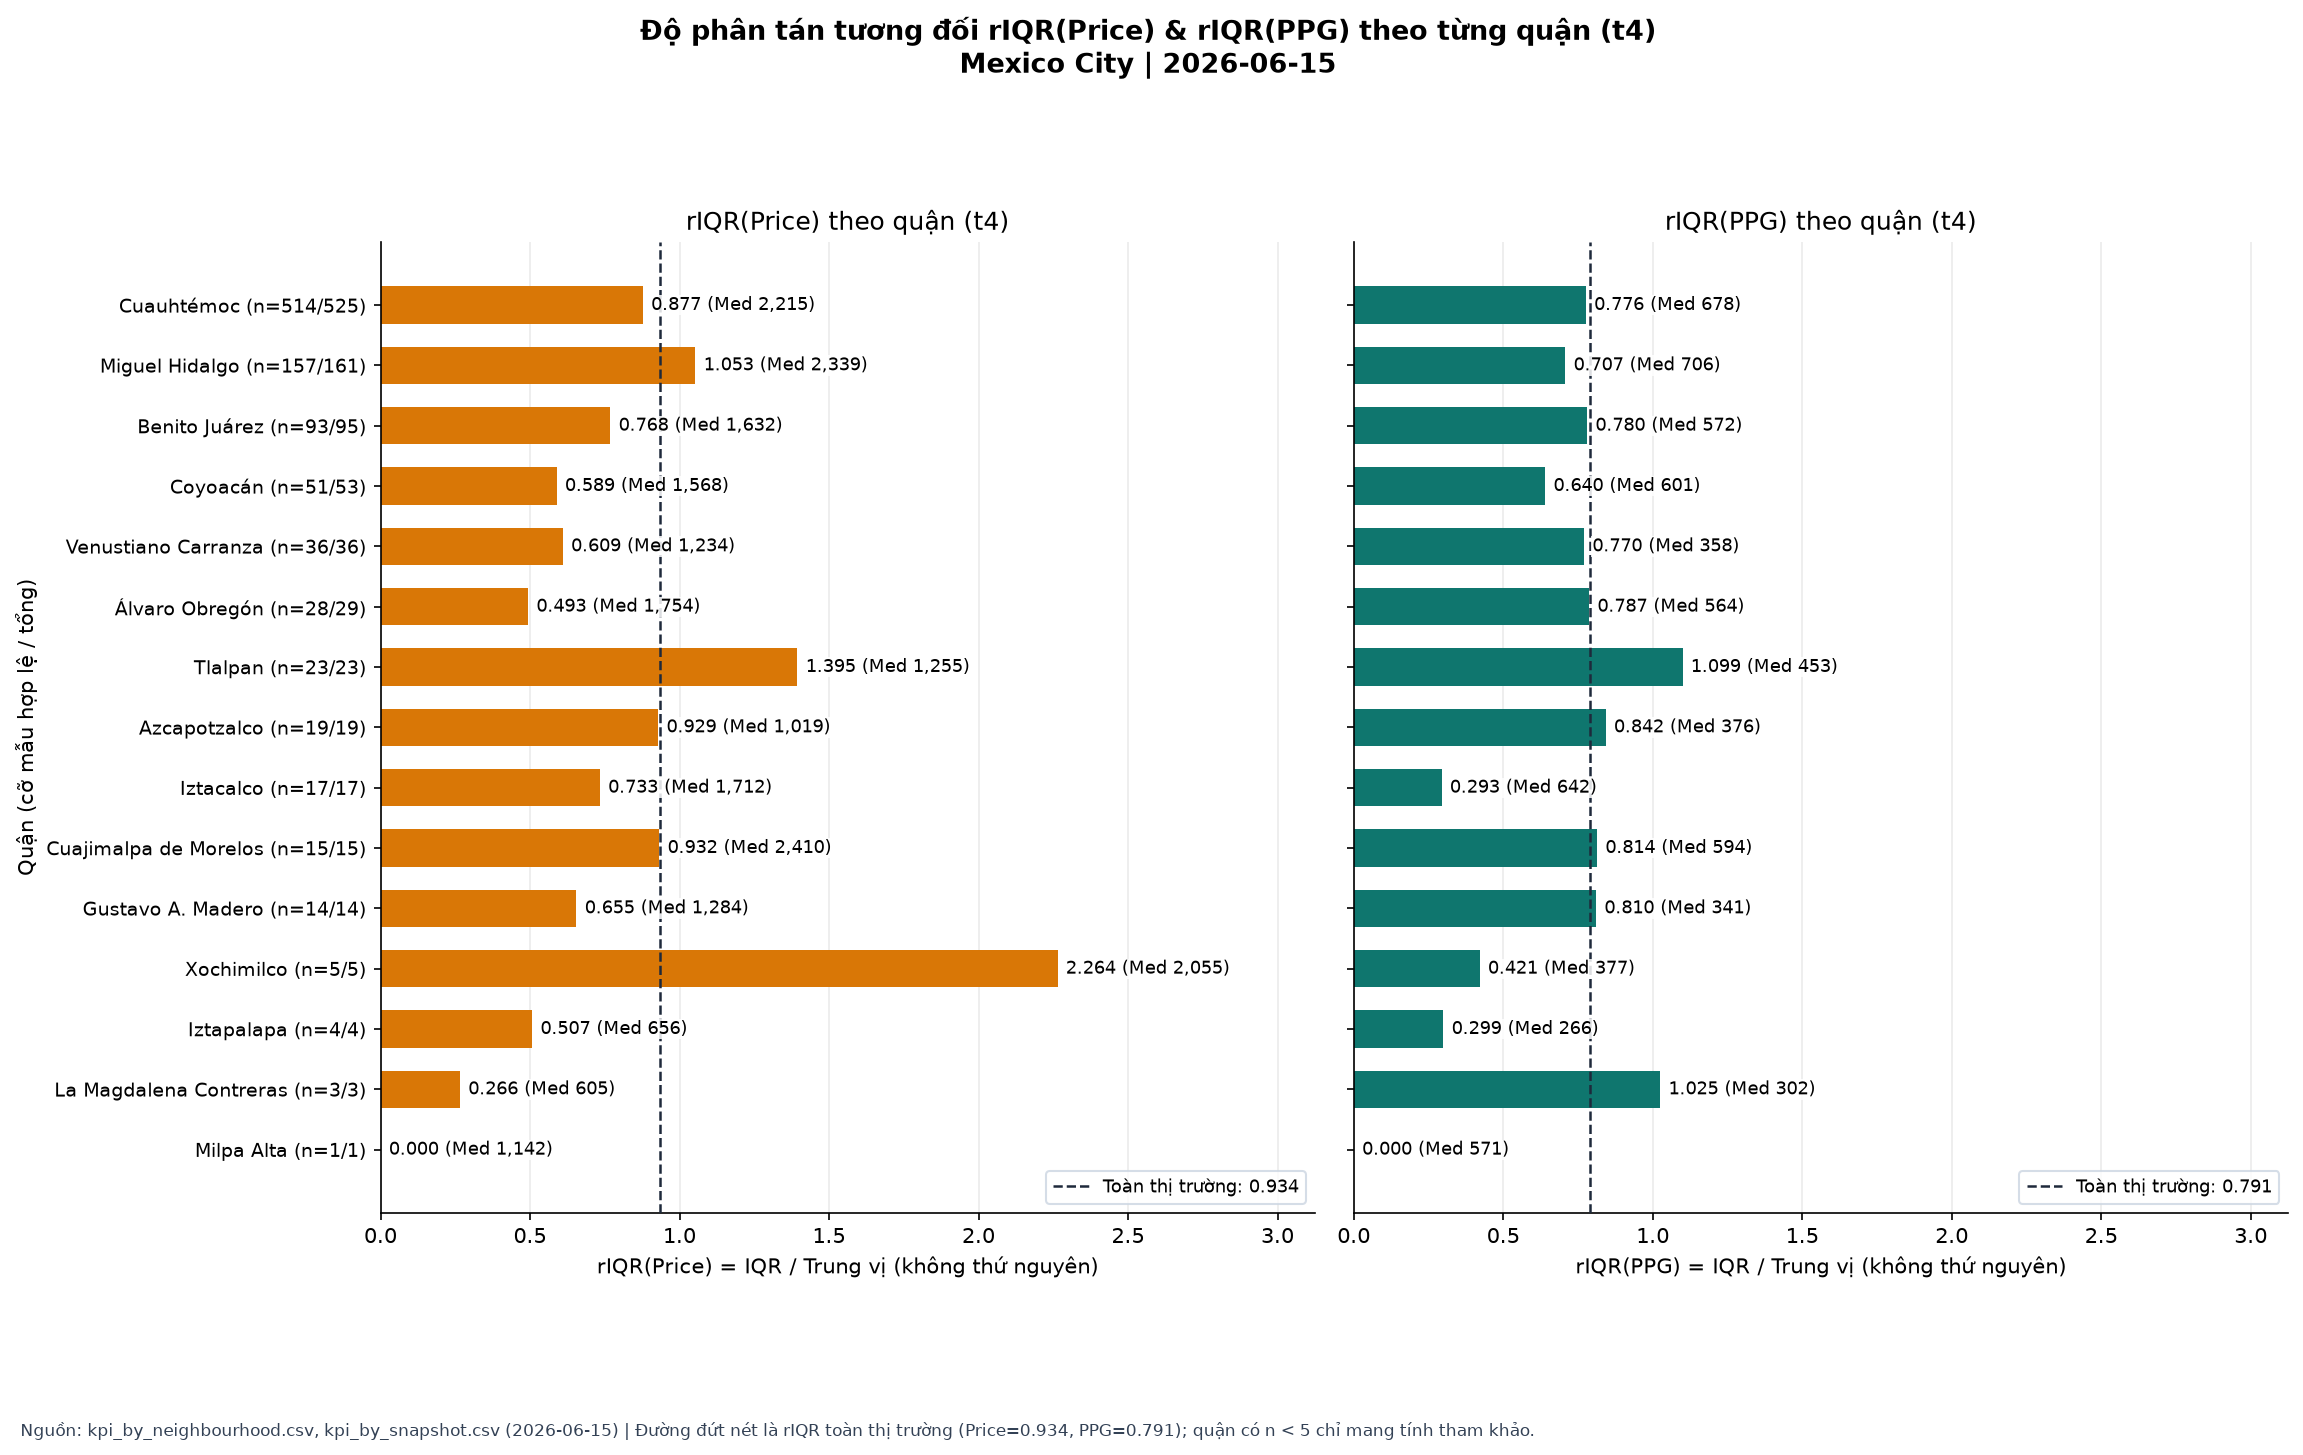 Độ phân tán tương đối rIQR(Price) & rIQR(PPG) theo từng quận (t4)
Mexico City | 2026-06-15
rIQR(Price) theo quận (t4)
Quận (cỡ mẫu hợp lệ / tổng)
Cuauhtémoc (n=514/525) 0.877 (Med 2,215)
Miguel Hidalgo (n=157/161) 1.053 (Med 2,339)
Benito Juárez (n=93/95) 0.768 (Med 1,632)
Coyoacán (n=51/53) 0.589 (Med 1,568)
Venustiano Carranza (n=36/36) 0.609 (Med 1,234)
Álvaro Obregón (n=28/29) 0.493 (Med 1,754)
Tlalpan (n=23/23) 1.395 (Med 1,255)
Azcapotzalco (n=19/19) 0.929 (Med 1,019)
Iztacalco (n=17/17) 0.733 (Med 1,712)
Cuajimalpa de Morelos (n=15/15) 0.932 (Med 2,410)
Gustavo A. Madero (n=14/14) 0.655 (Med 1,284)
Xochimilco (n=5/5) 2.264 (Med 2,055)
Iztapalapa (n=4/4) 0.507 (Med 656)
La Magdalena Contreras (n=3/3) 0.266 (Med 605)
Milpa Alta (n=1/1) 0.000 (Med 1,142)
Toàn thị trường: 0.934
0.0 0.5 1.0 1.5 2.0 2.5 3.0
rIQR(Price) = IQR / Trung vị (không thứ nguyên)
rIQR(PPG) theo quận (t4)
0.776 (Med 678)
0.707 (Med 706)
0.780 (Med 572)
0.640 (Med 601)
0.770 (Med 358)
0.787 (Med 564)
1.099 (Med 453)
0.842 (Med 376)
0.293 (Med 642)
0.814 (Med 594)
0.810 (Med 341)
0.421 (Med 377)
0.299 (Med 266)
1.025 (Med 302)
0.000 (Med 571)
Toàn thị trường: 0.791
0.0 0.5 1.0 1.5 2.0 2.5 3.0
rIQR(PPG) = IQR / Trung vị (không thứ nguyên)
Nguồn: kpi_by_neighbourhood.csv, kpi_by_snapshot.csv (2026-06-15) | Đường đứt nét là rIQR toàn thị trường (Price=0.934, PPG=0.791); quận có n < 5 chỉ mang tính tham khảo.